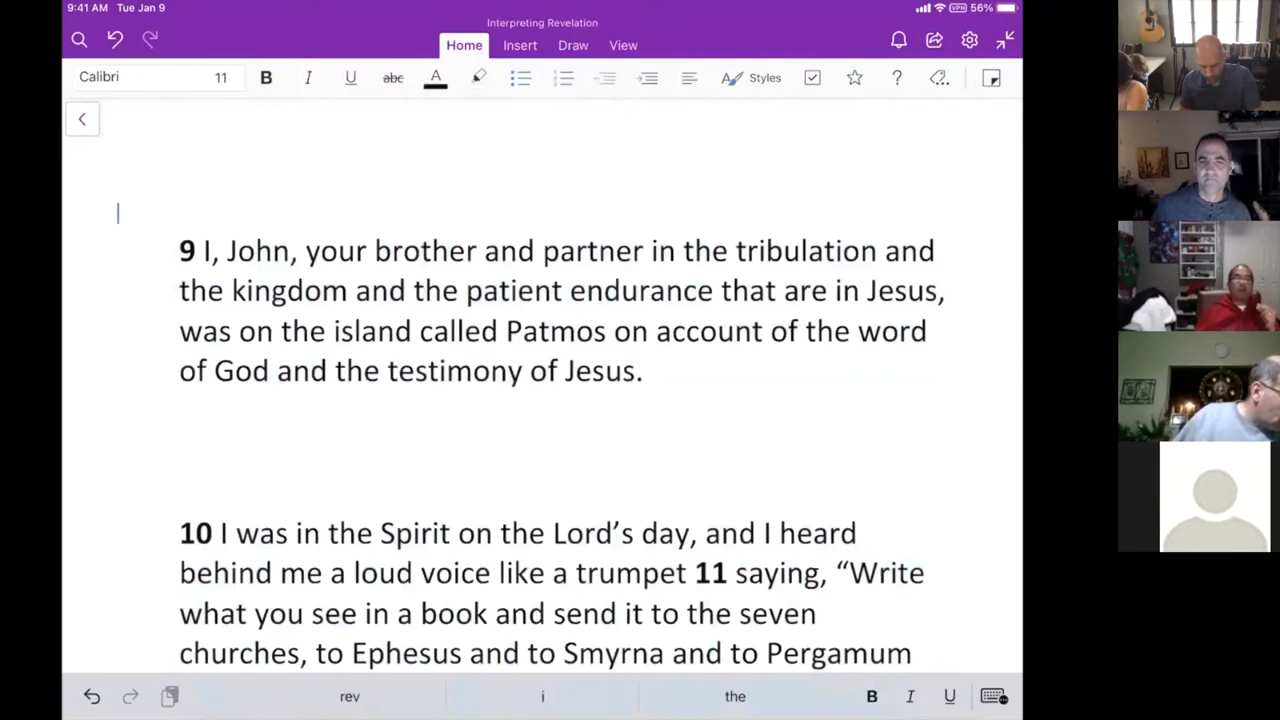 9:41 AM Tue Jan 9
VPN 56%
Interpreting Revelation
Home Insert Draw View
Calibri 11 B I U abc A Styles ?
9 I, John, your brother and partner in the tribulation and
the kingdom and the patient endurance that are in Jesus,
was on the island called Patmos on account of the word
of God and the testimony of Jesus.
10 I was in the Spirit on the Lord’s day, and I heard
behind me a loud voice like a trumpet 11 saying, “Write
what you see in a book and send it to the seven
churches, to Ephesus and to Smyrna and to Pergamum
rev i the B I U